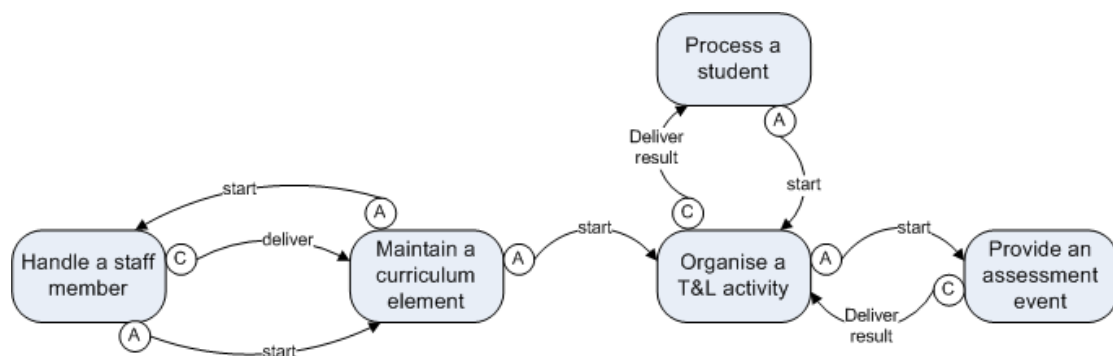 Process a
student
A
Deliver
result
start
start
A
C
Handle a staff
member
C
deliver
Maintain a
curriculum
element
A
start
Organise a
T&L activity
A
start
Provide an
assessment
event
C
Deliver
result
A
start